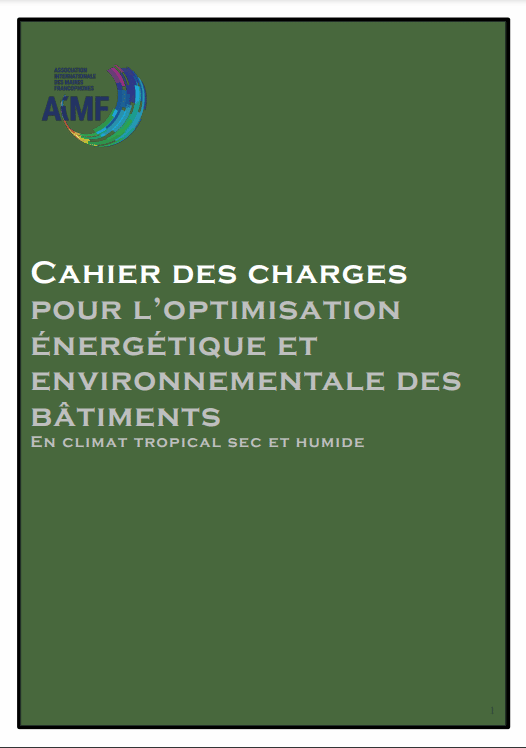 ASSOCIATION
INTERNATIONALE
DES MAIRES
FRANCOPHONES
AIMF
CAHIER DES CHARGES
POUR L'OPTIMISATION
ÉNERGÉTIQUE ET
ENVIRONNEMENTALE DES
BÂTIMENTS
EN CLIMAT TROPICAL SEC ET HUMIDE
1